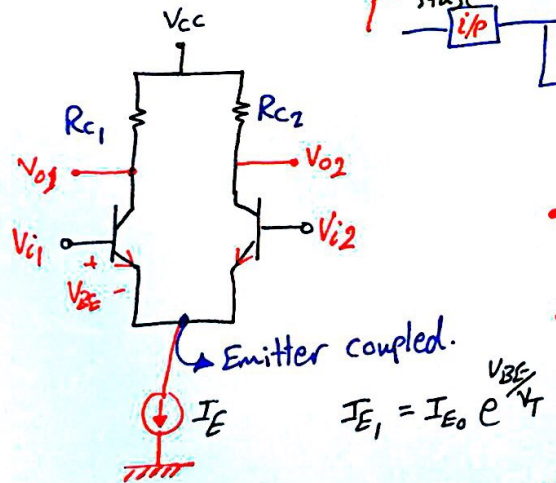 Vcc
i/p
Rc1
Rc2
Vo1
Vo2
Vi1
Vi2
+
VBE -
Emitter coupled.
IE
IE1 = IE0 e^VBE/VT